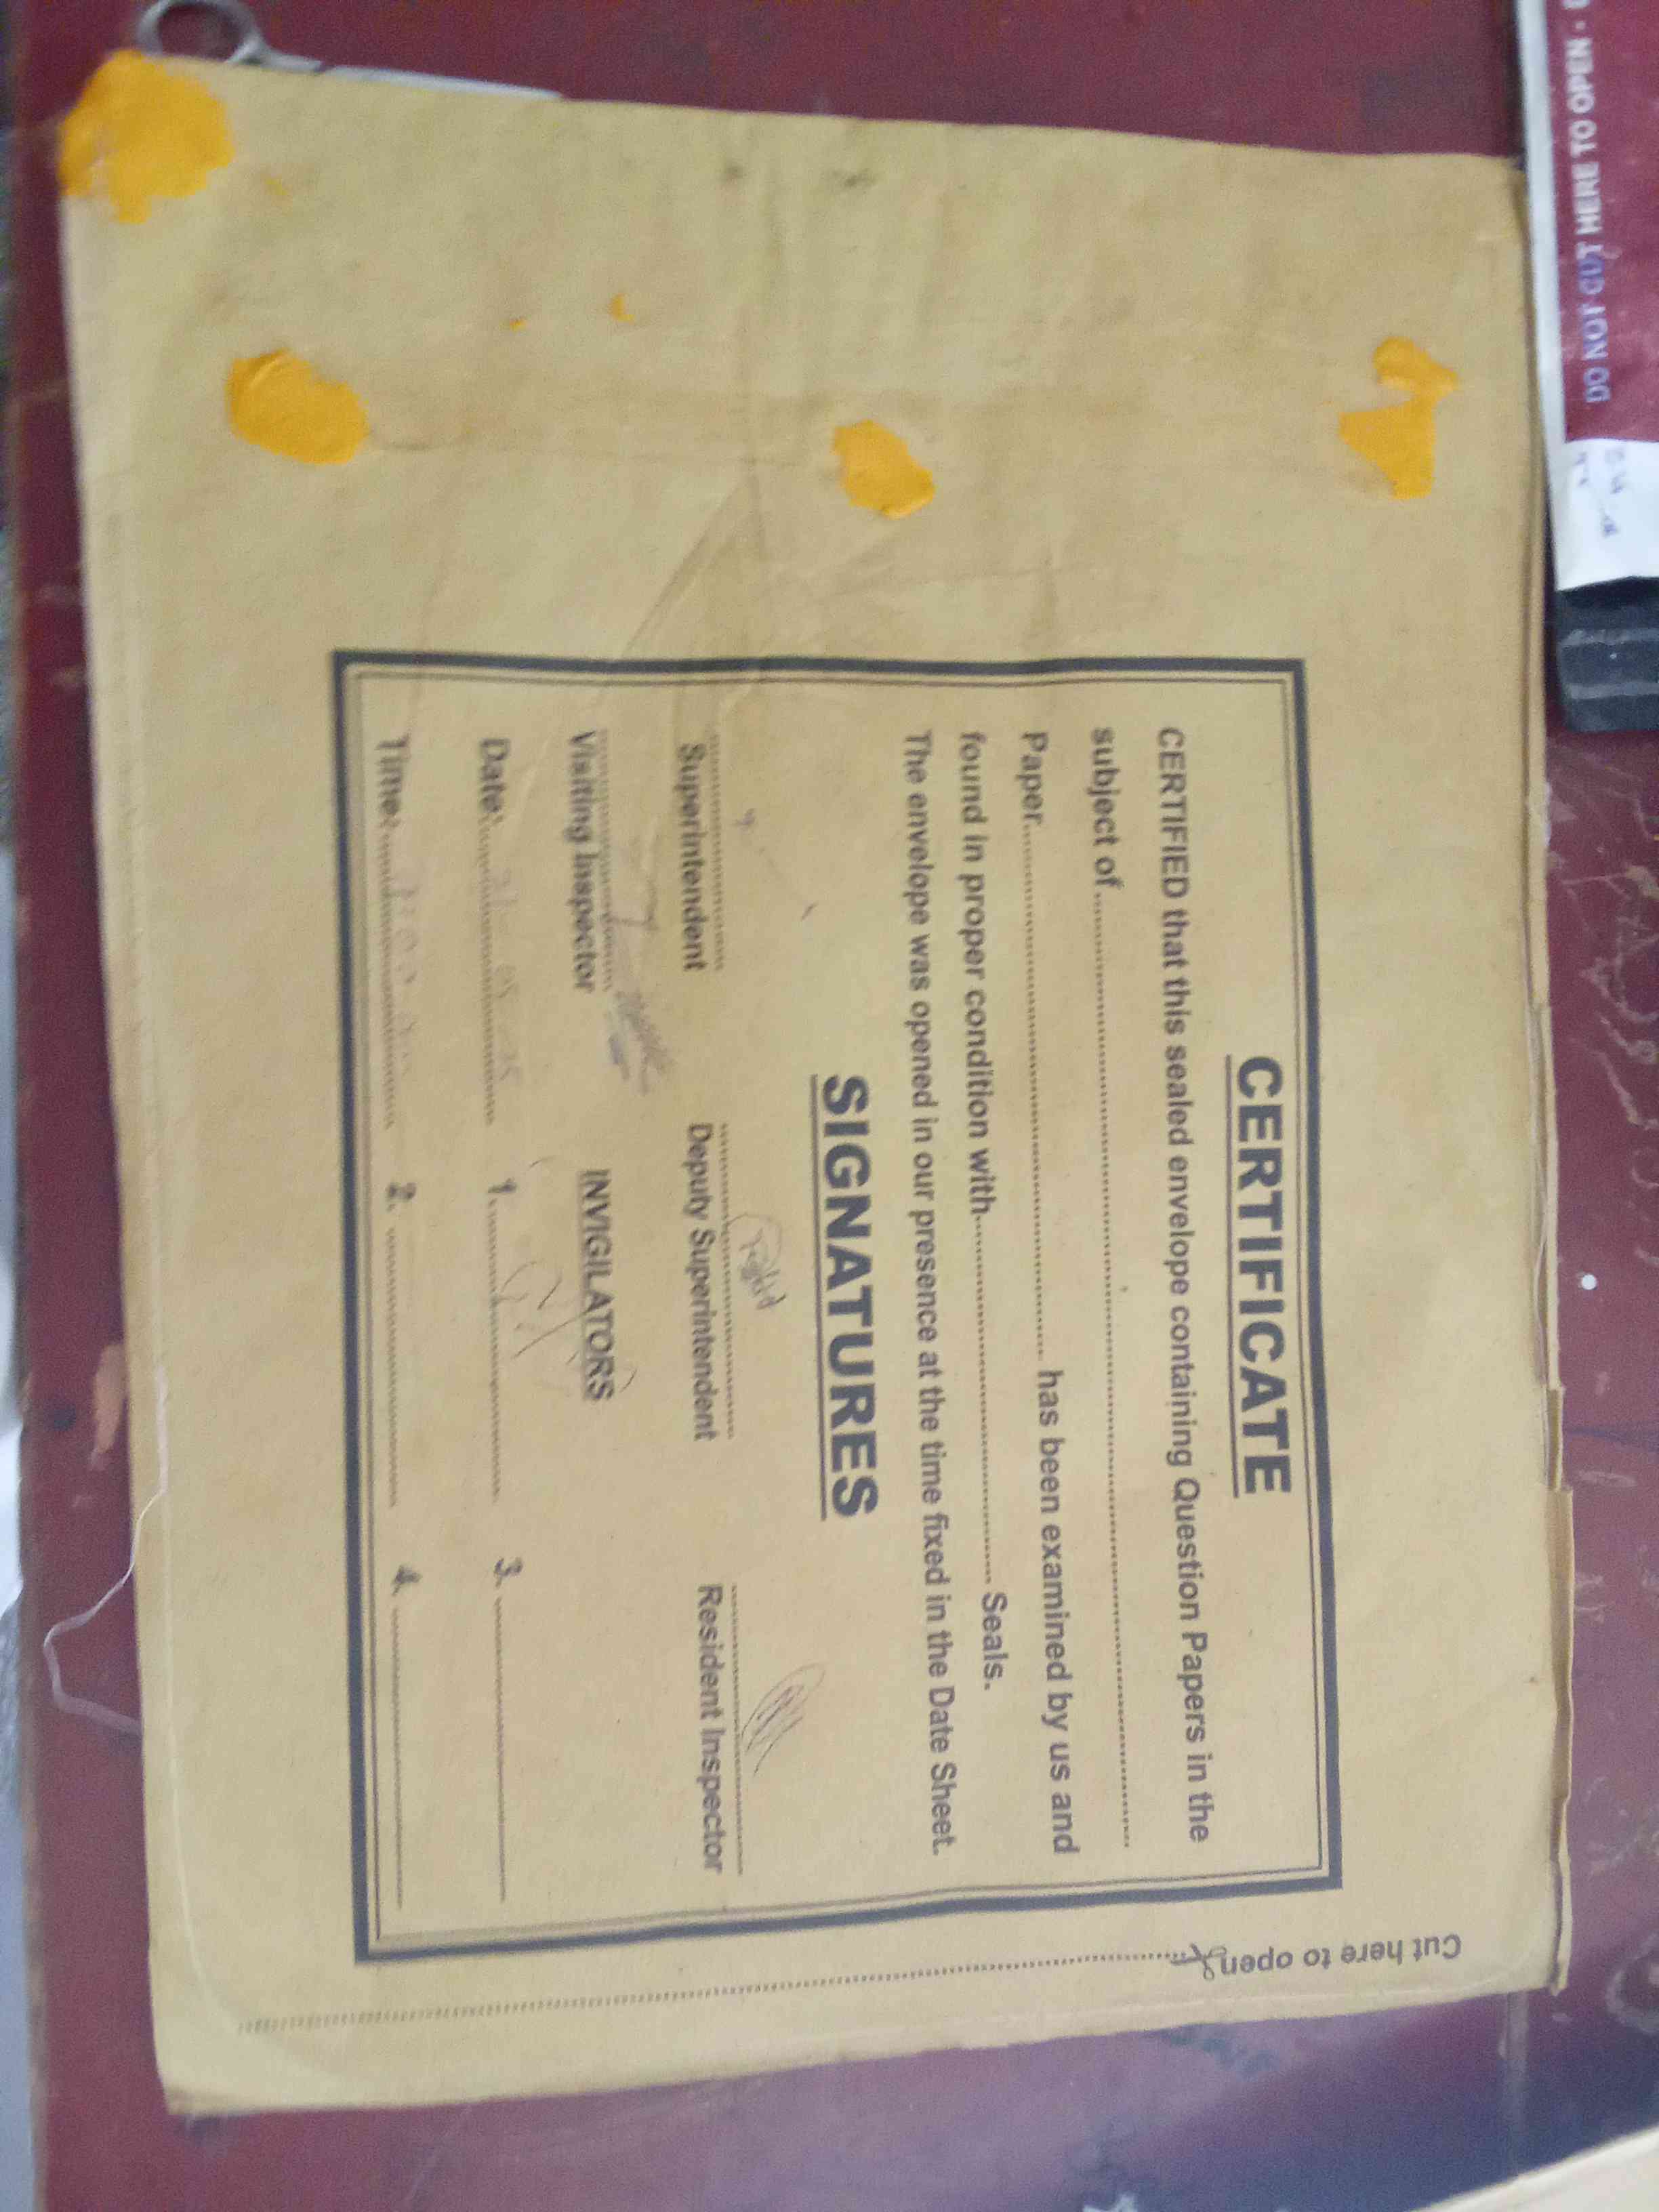 CERTIFICATE
CERTIFIED that this sealed envelope containing Question Papers in the
subject of
Paper has been examined by us and
found in proper condition with Seals.
The envelope was opened in our presence at the time fixed in the Date Sheet.
SIGNATURES
Superintendent Deputy Superintendent Resident Inspector
Visiting Inspector INVIGILATORS
Date: 1. 3.
Time: 2. 4.
Cut here to open
DO NOT CUT HERE TO OPEN